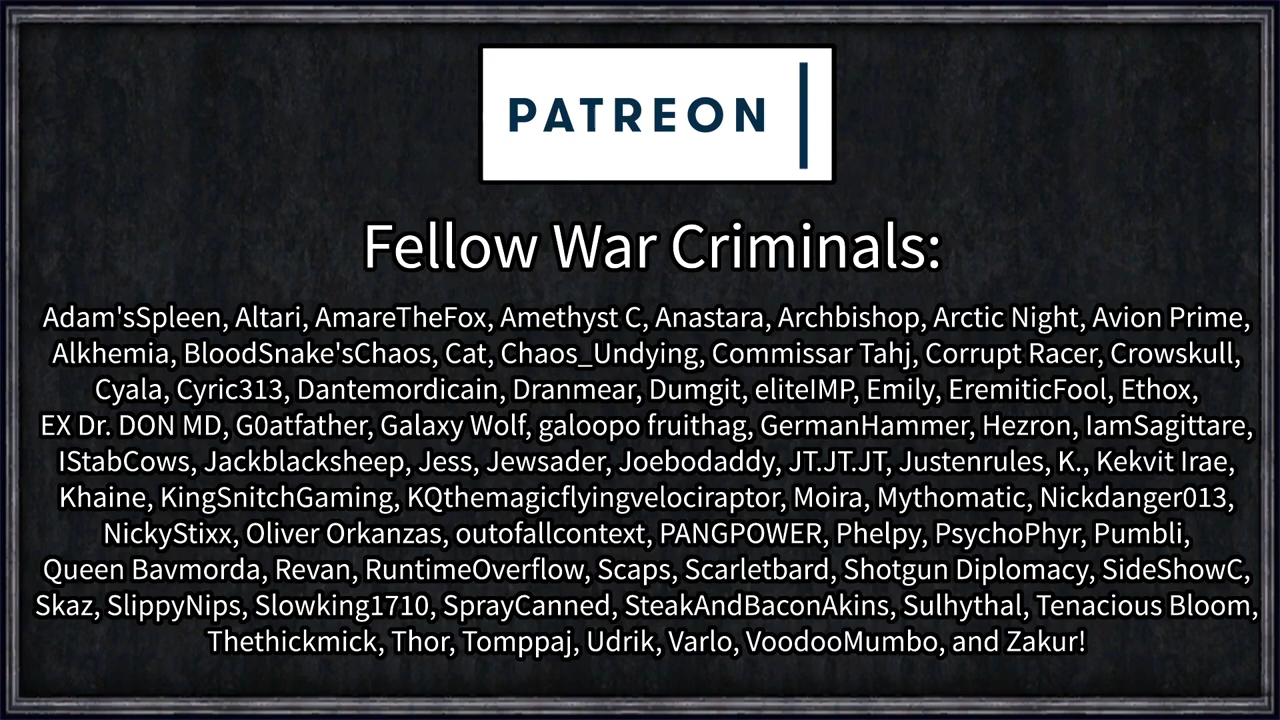 PATREON
Fellow War Criminals:
Adam'sSpleen, Altari, AmareTheFox, Amethyst C, Anastara, Archbishop, Arctic Night, Avion Prime,
Alkhemia, BloodSnake'sChaos, Cat, Chaos_Undying, Commissar Tahj, Corrupt Racer, Crowskull,
Cyala, Cyric313, Dantemordicain, Dranmear, Dumgit, eliteIMP, Emily, EremiticFool, Ethox,
EX Dr. DON MD, G0atfather, Galaxy Wolf, galoopo fruithag, GermanHammer, Hezron, IamSagittare,
IStabCows, Jackblacksheep, Jess, Jewsader, Joebodaddy, JT.JT.JT, Justenrules, K., Kekvit Irae,
Khaine, KingSnitchGaming, KQthemagicflyingvelociraptor, Moira, Mythomatic, Nickdanger013,
NickyStixx, Oliver Orkanzas, outofallcontext, PANGPOWER, Phelpy, PsychoPhyr, Pumbli,
Queen Bavmorda, Revan, RuntimeOverflow, Scaps, Scarletbard, Shotgun Diplomacy, SideShowC,
Skaz, SlippyNips, Slowking1710, SprayCanned, SteakAndBaconAkins, Sulhythal, Tenacious Bloom,
Thethickmick, Thor, Tomppaj, Udrik, Varlo, VoodooMumbo, and Zakur!